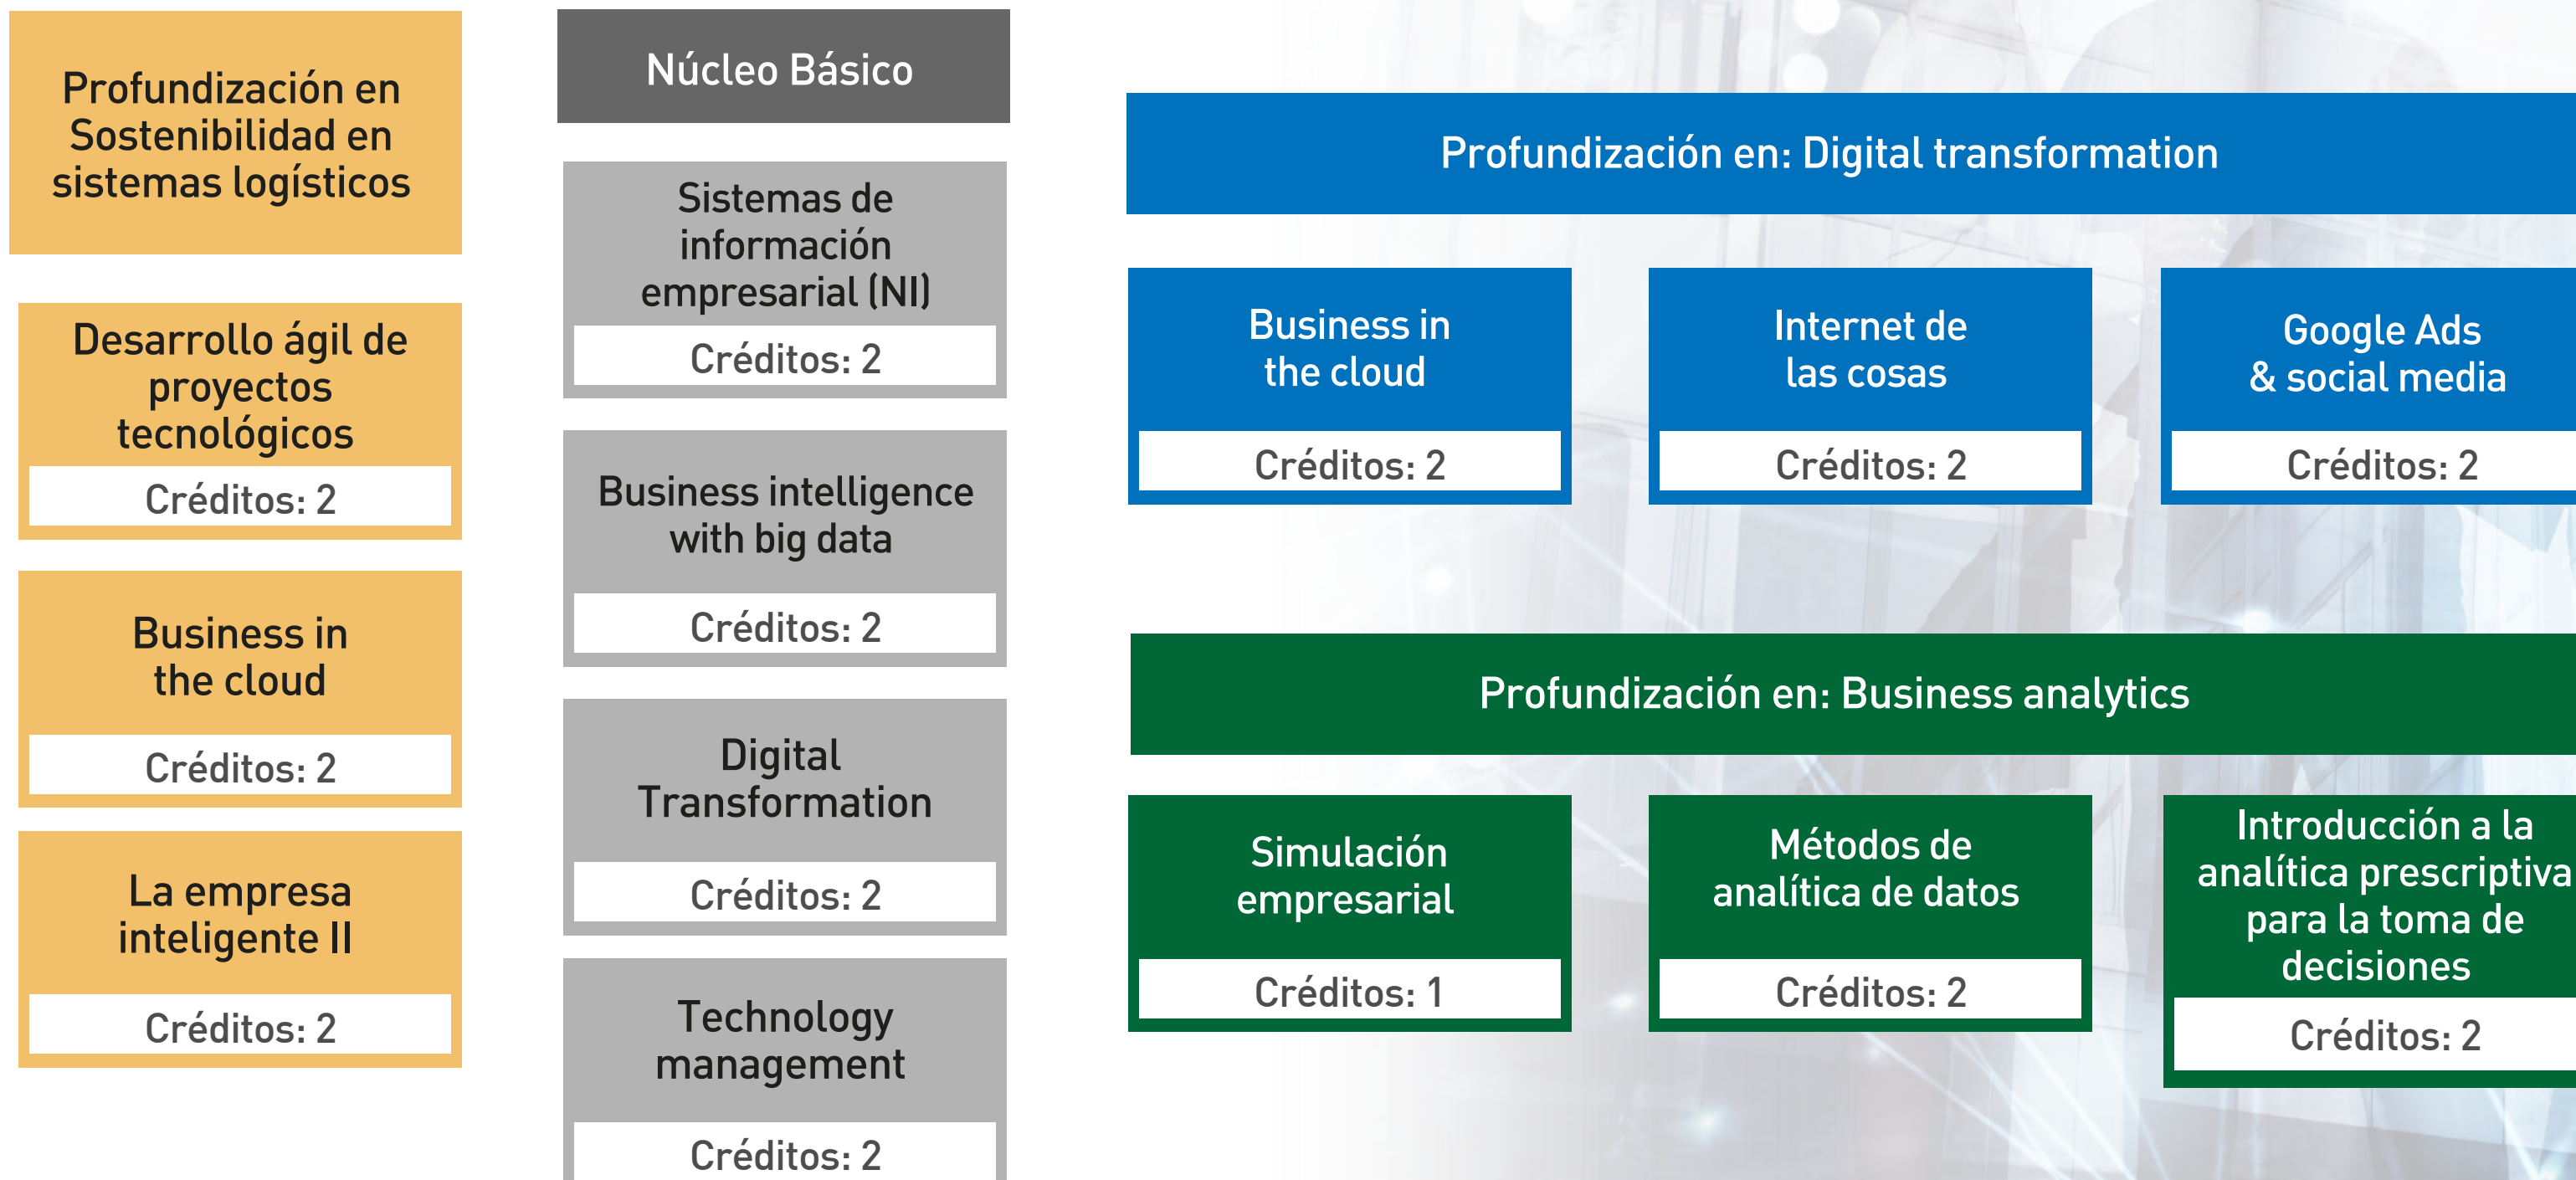 Profundización en
Sostenibilidad en
sistemas logísticos
Desarrollo ágil de
proyectos
tecnológicos
Créditos: 2
Business in
the cloud
Créditos: 2
La empresa
inteligente II
Créditos: 2
Núcleo Básico
Sistemas de
información
empresarial (NI)
Créditos: 2
Business intelligence
with big data
Créditos: 2
Digital
Transformation
Créditos: 2
Technology
management
Créditos: 2
Profundización en: Digital transformation
Business in
the cloud
Créditos: 2
Internet de
las cosas
Créditos: 2
Google Ads
& social media
Créditos: 2
Profundización en: Business analytics
Simulación
empresarial
Créditos: 1
Métodos de
analítica de datos
Créditos: 2
Introducción a la
analítica prescriptiva
para la toma de
decisiones
Créditos: 2